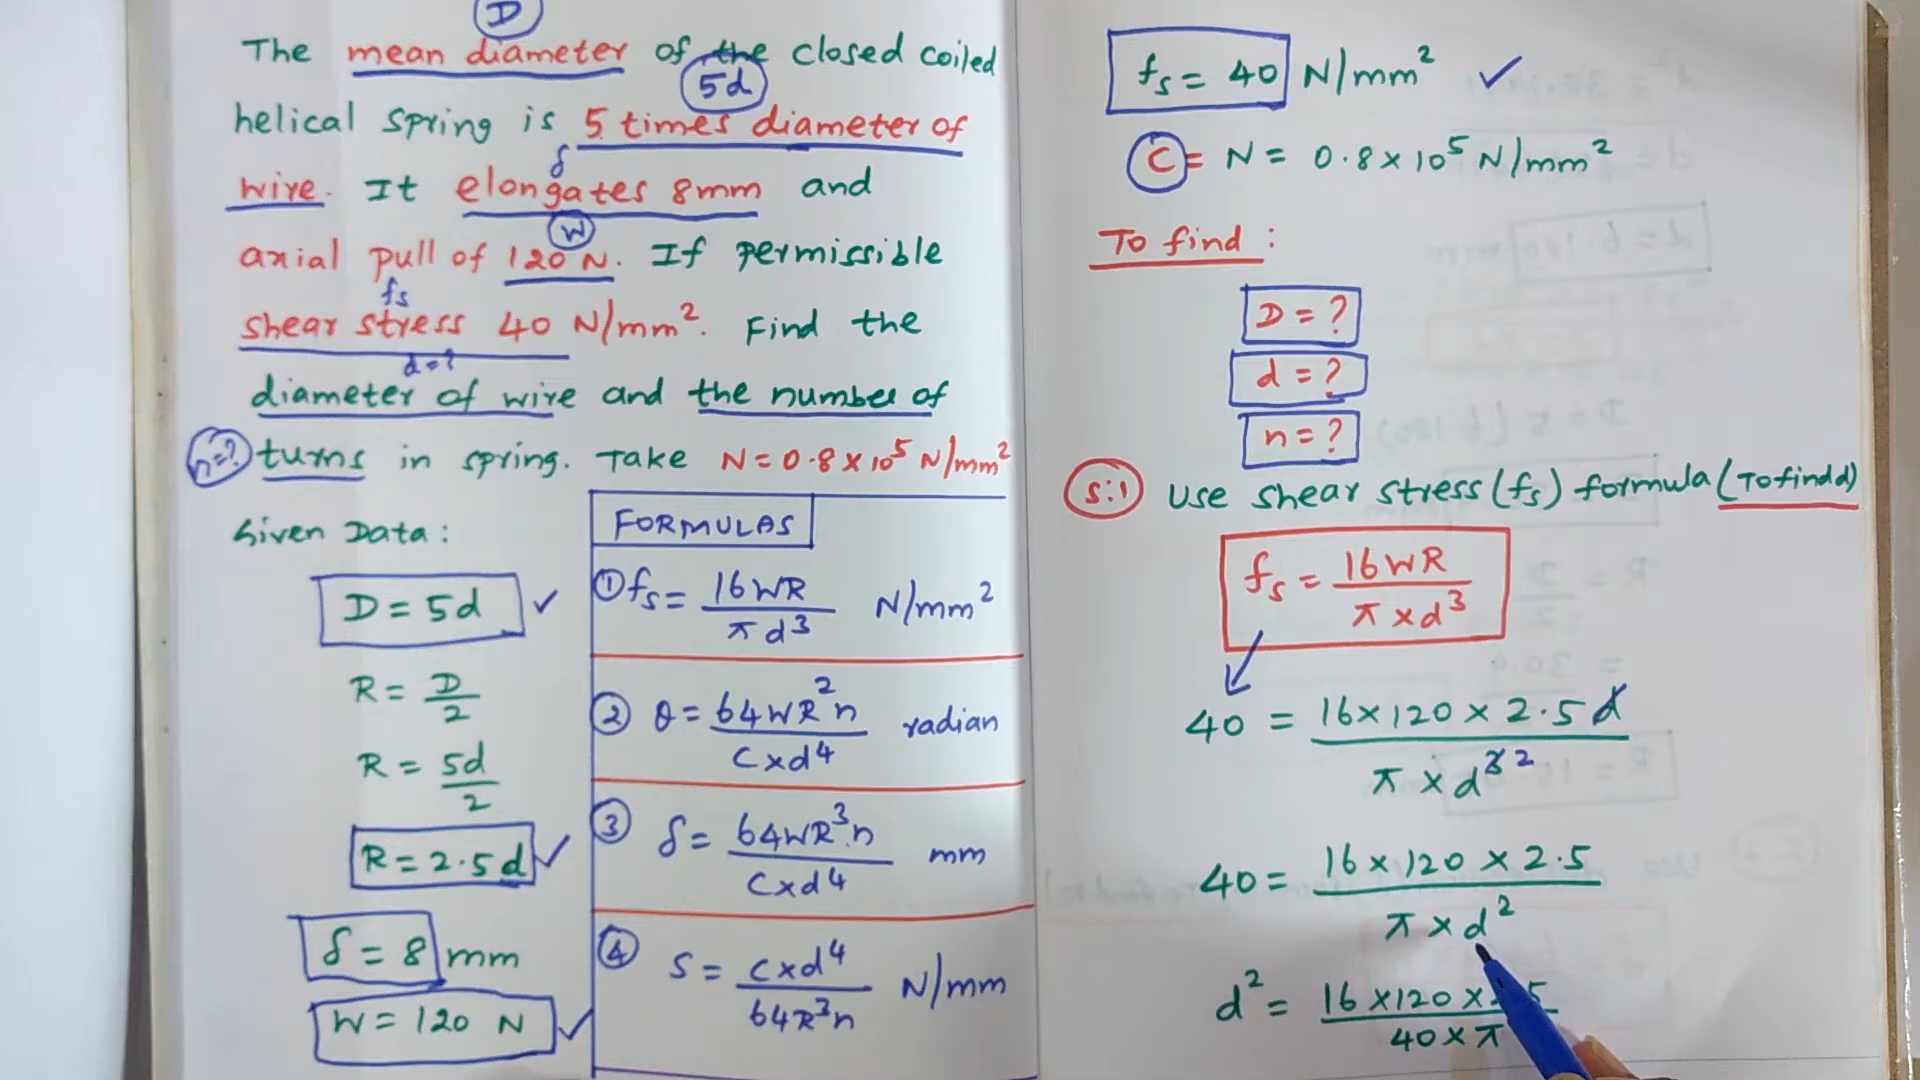 D
The mean diameter of the closed coiled
5d
helical spring is 5 times diameter of
δ
wire. It elongates 8mm and
W
axial pull of 120 N. If permissible
fs
shear stress 40 N/mm². Find the
d=?
diameter of wire and the number of
n=? turns in spring. Take N = 0.8 x 10⁵ N/mm²
Given Data:
D = 5d ✓
R = D/2
R = 5d/2
R = 2.5d ✓
δ = 8 mm
W = 120 N ✓
FORMULAS
① fs = 16WR / π d³ N/mm²
② θ = 64WR²n / C x d⁴ radian
③ δ = 64WR³n / C x d⁴ mm
④ S = C x d⁴ / 64R³n N/mm
fs = 40 N/mm² ✓
C = N = 0.8 x 10⁵ N/mm²
To find :
D = ?
d = ?
n = ?
S:1 Use shear stress (fs) formula (To find d)
fs = 16WR / π x d³
40 = 16 x 120 x 2.5 d / π x d³ 2
40 = 16 x 120 x 2.5 / π x d²
d² = 16 x 120 x 5 / 40 x π